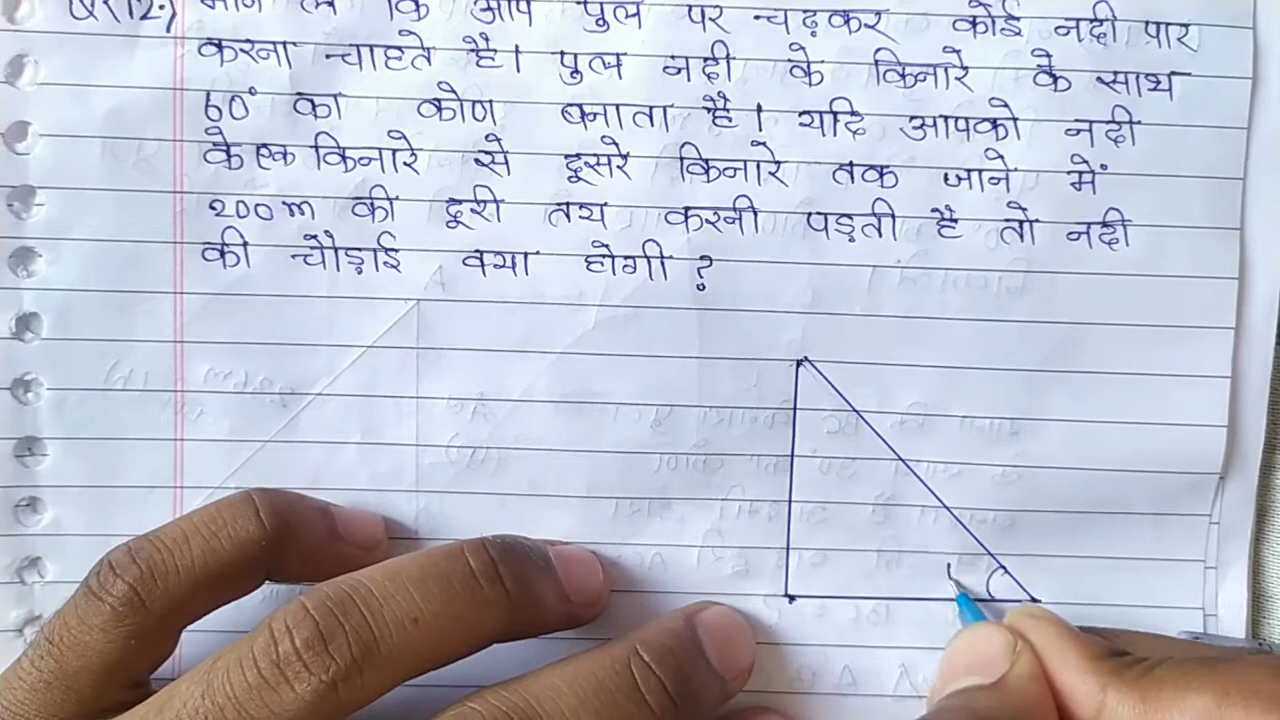 Q(12.) मान लें कि आप पुल पर चढ़कर कोई नदी पार
करना चाहते है। पुल नदी के किनारे के साथ
60° का कोण बनाता है। यदि आपको नदी
के एक किनारे से दूसरे किनारे तक जाने में
200m की दूरी तय करनी पड़ती है तो नदी
की चौड़ाई क्या होगी ?